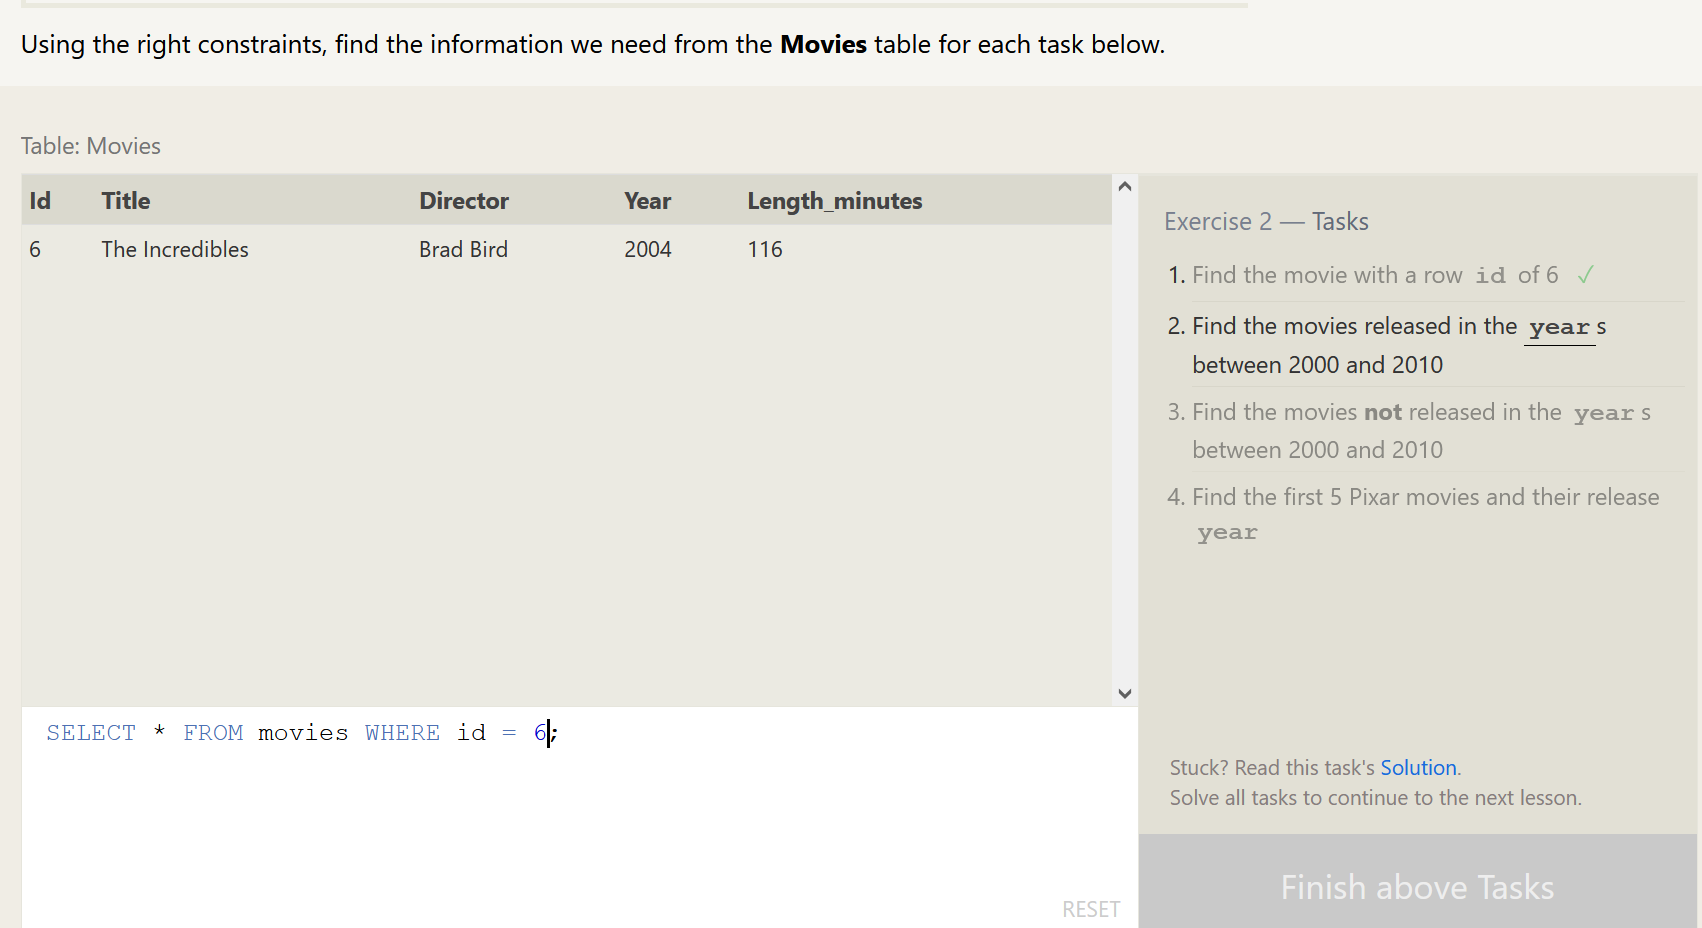 Using the right constraints, find the information we need from the Movies table for each task below.
Table: Movies
Id Title Director Year Length_minutes
6 The Incredibles Brad Bird 2004 116
SELECT * FROM movies WHERE id = 6;
RESET
Exercise 2 — Tasks
1. Find the movie with a row id of 6 ✓
2. Find the movies released in the year s
between 2000 and 2010
3. Find the movies not released in the year s
between 2000 and 2010
4. Find the first 5 Pixar movies and their release
year
Stuck? Read this task's Solution.
Solve all tasks to continue to the next lesson.
Finish above Tasks